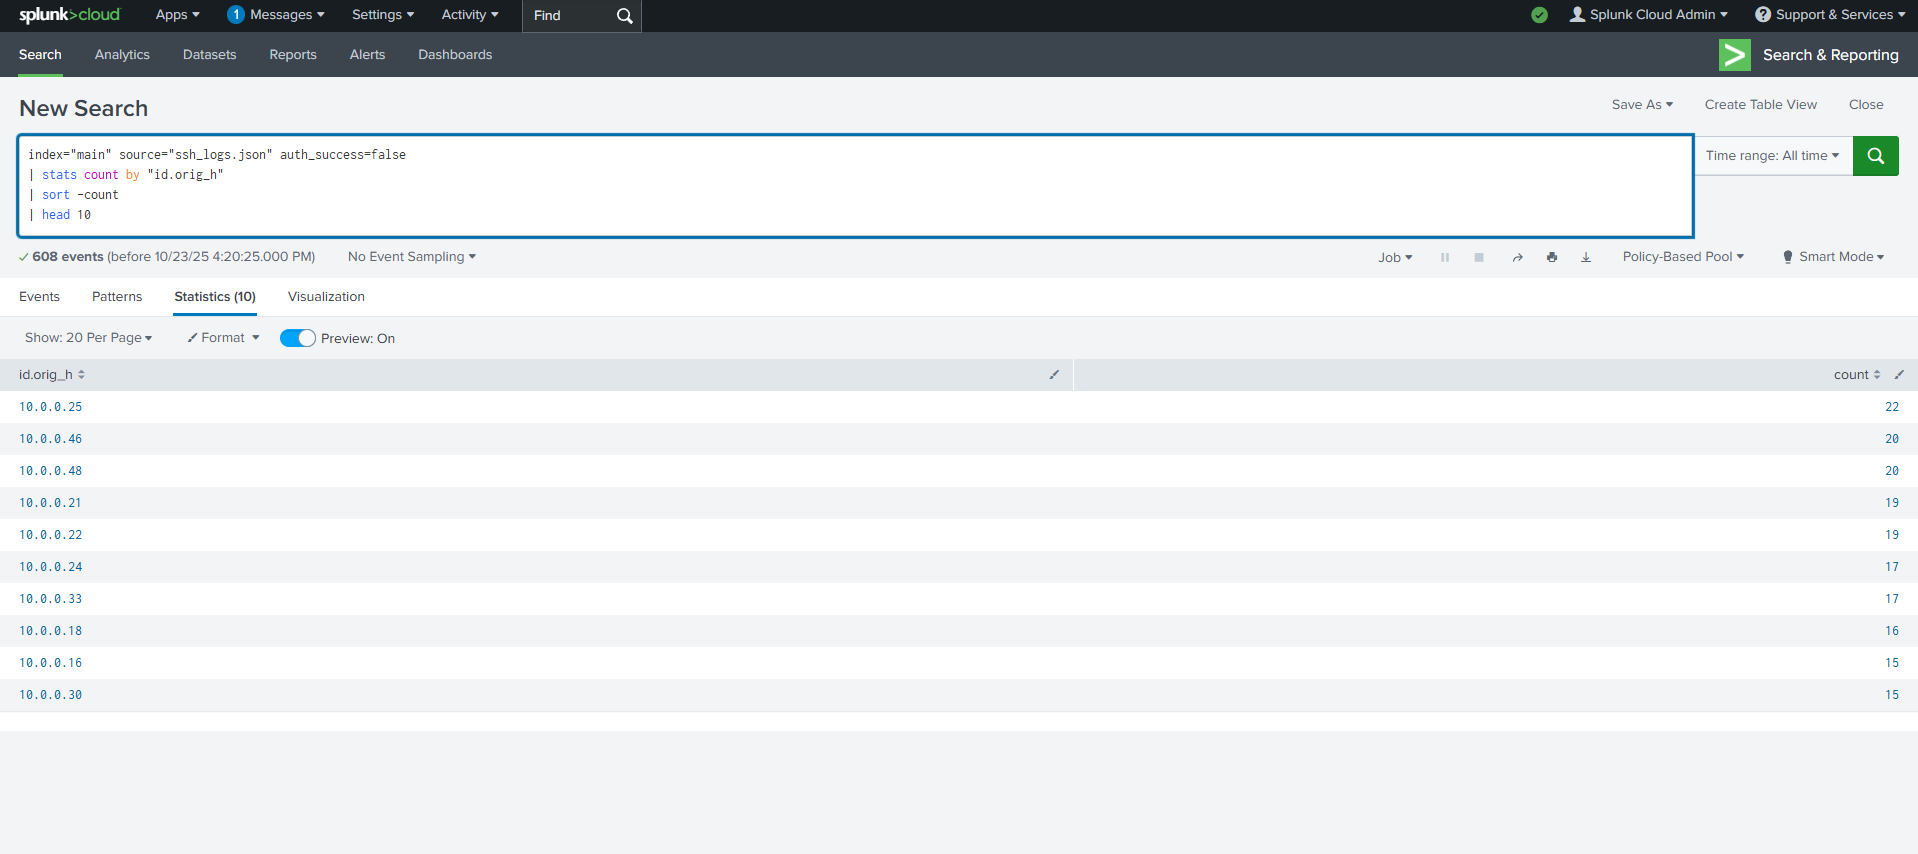 splunk>cloud Apps 1 Messages Settings Activity Find Splunk Cloud Admin ? Support & Services
Search Analytics Datasets Reports Alerts Dashboards > Search & Reporting
New Search Save As Create Table View Close
index="main" source="ssh_logs.json" auth_success=false Time range: All time
| stats count by "id.orig_h"
| sort -count
| head 10
608 events (before 10/23/25 4:20:25.000 PM) No Event Sampling Job Policy-Based Pool Smart Mode
Events Patterns Statistics (10) Visualization
Show: 20 Per Page Format Preview: On
id.orig_h count
10.0.0.25 22
10.0.0.46 20
10.0.0.48 20
10.0.0.21 19
10.0.0.22 19
10.0.0.24 17
10.0.0.33 17
10.0.0.18 16
10.0.0.16 15
10.0.0.30 15